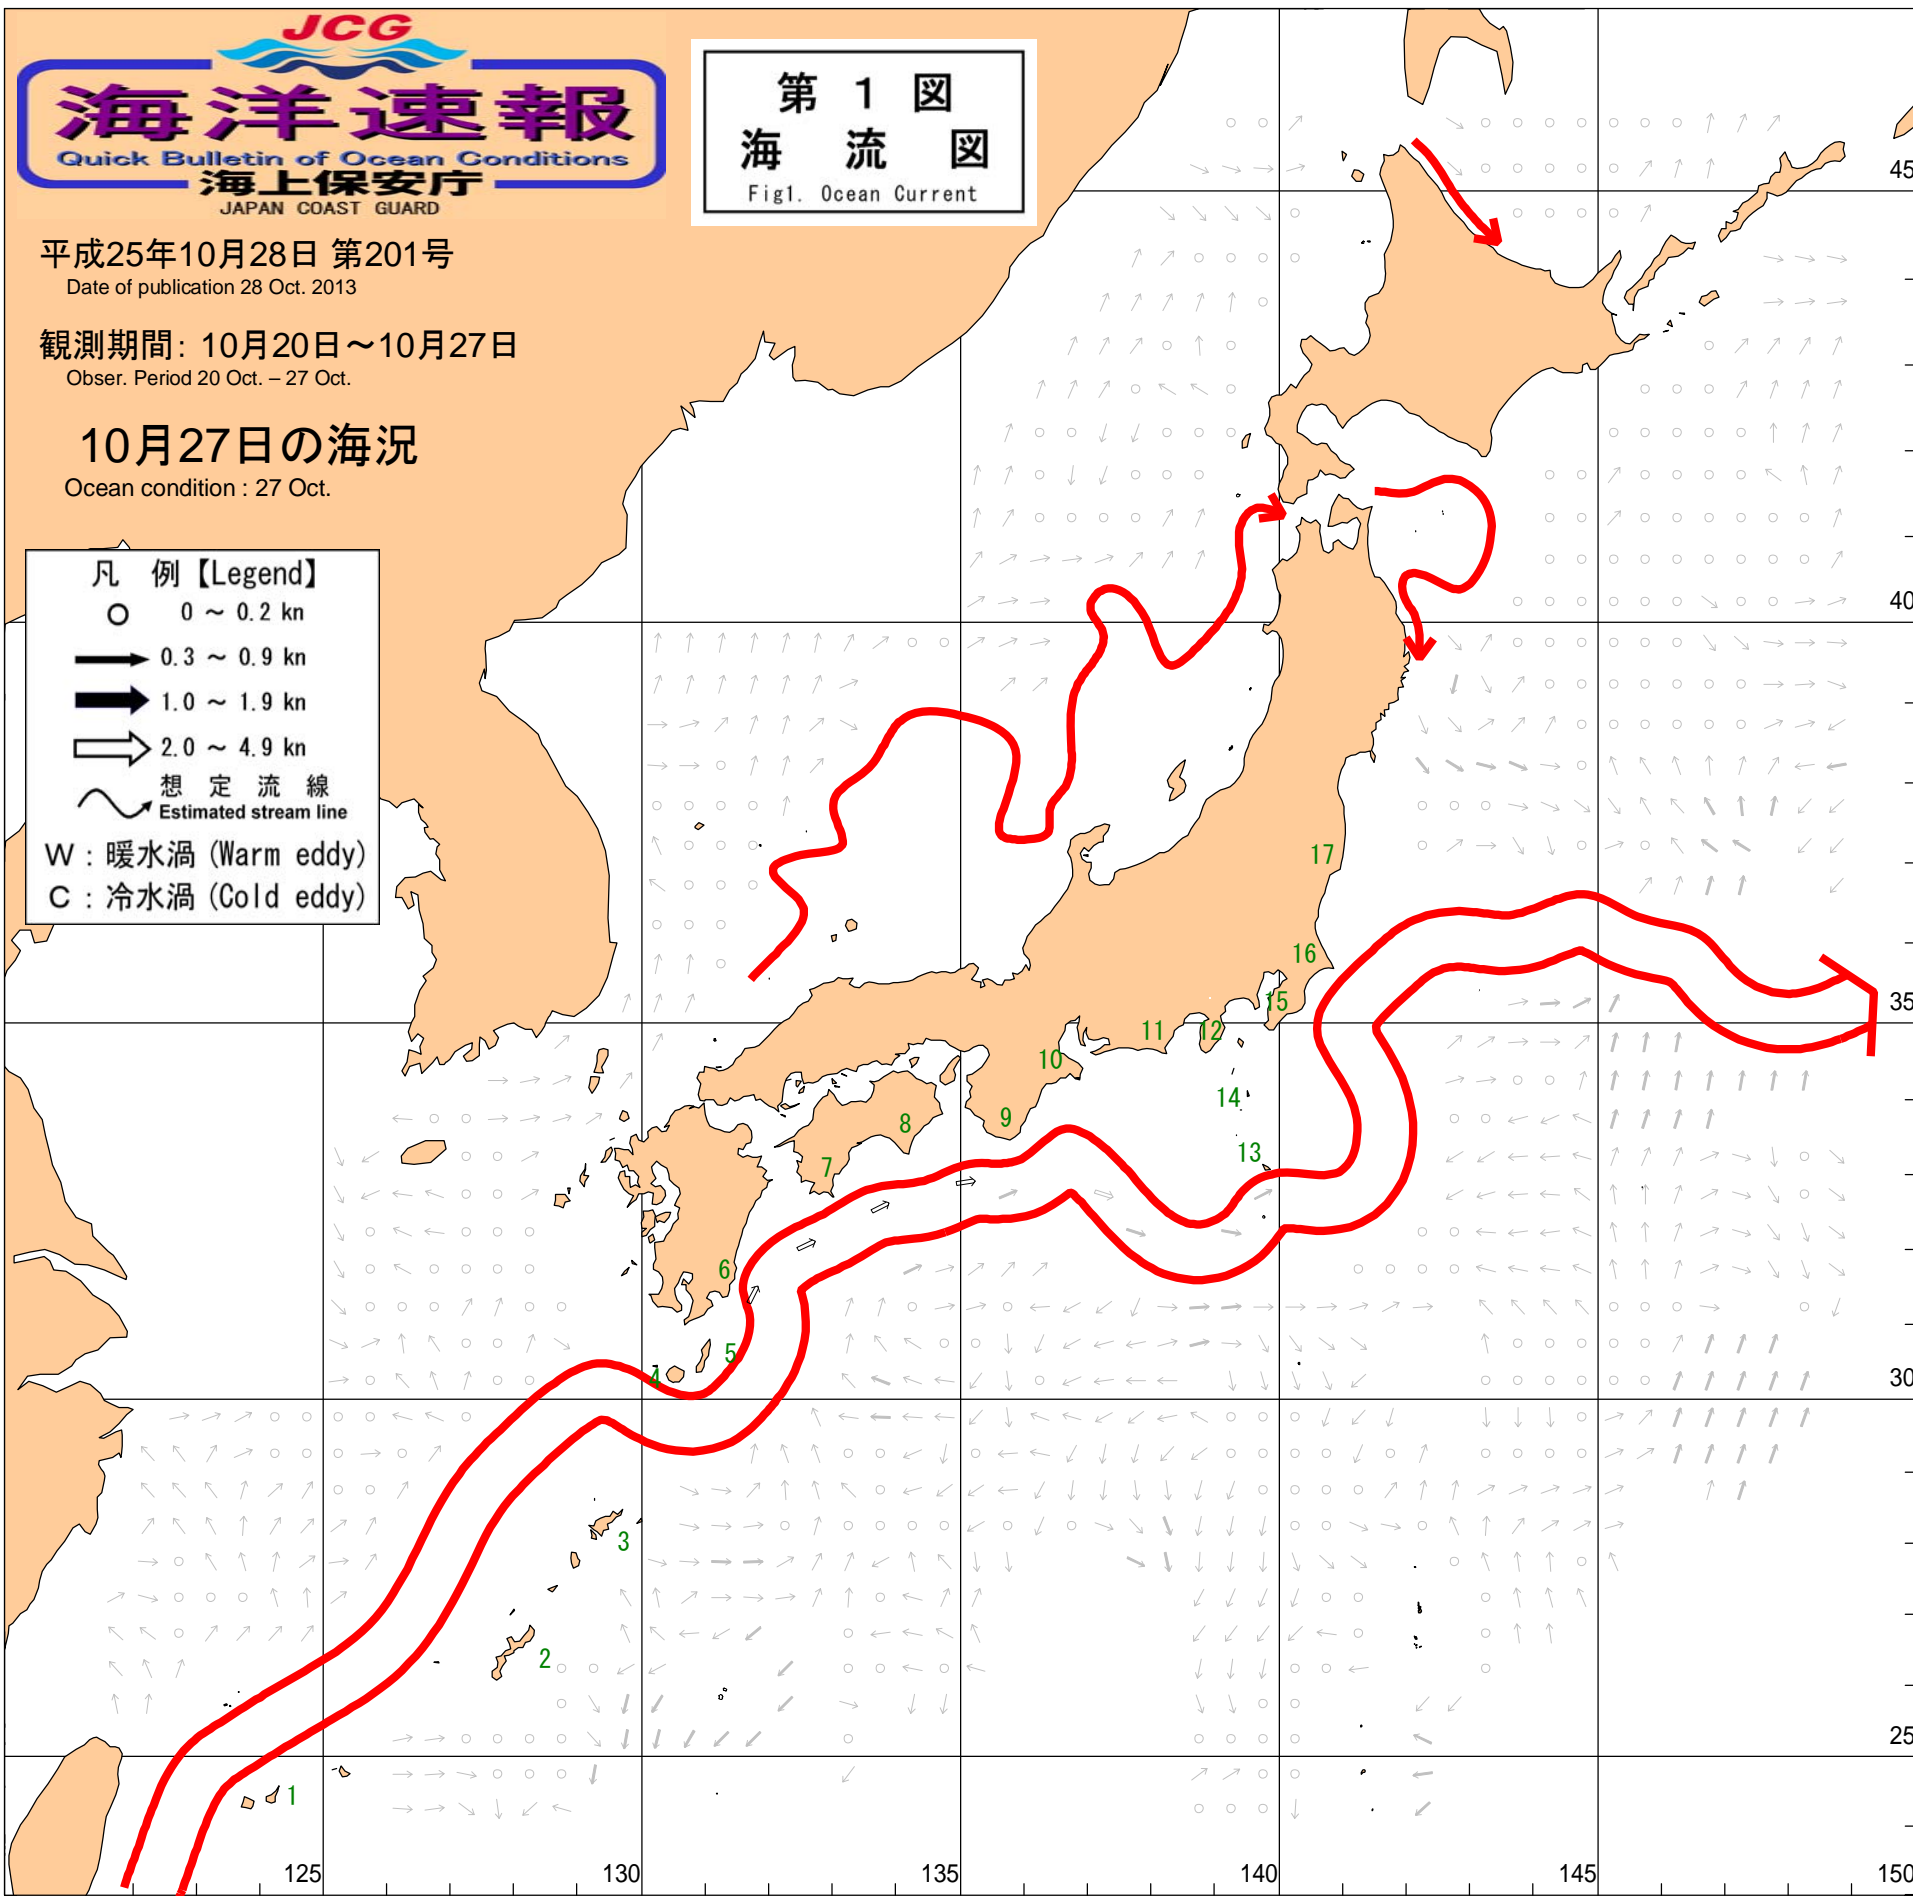 JCG
海洋速報
Quick Bulletin of Ocean Conditions
海上保安庁
JAPAN COAST GUARD
第 1 図
海 流 図
Fig1. Ocean Current
平成25年10月28日 第201号
Date of publication 28 Oct. 2013
観測期間: 10月20日～10月27日
Obser. Period 20 Oct. – 27 Oct.
10月27日の海況
Ocean condition : 27 Oct.
凡 例【Legend】
0 ～ 0.2 kn
0.3 ～ 0.9 kn
1.0 ～ 1.9 kn
2.0 ～ 4.9 kn
想 定 流 線
Estimated stream line
W : 暖水渦 (Warm eddy)
C : 冷水渦 (Cold eddy)
45
40
17
16
35
15
12
11
10
14
9
8
13
7
6
5
4
30
3
2
25
1
125
130
135
140
145
150